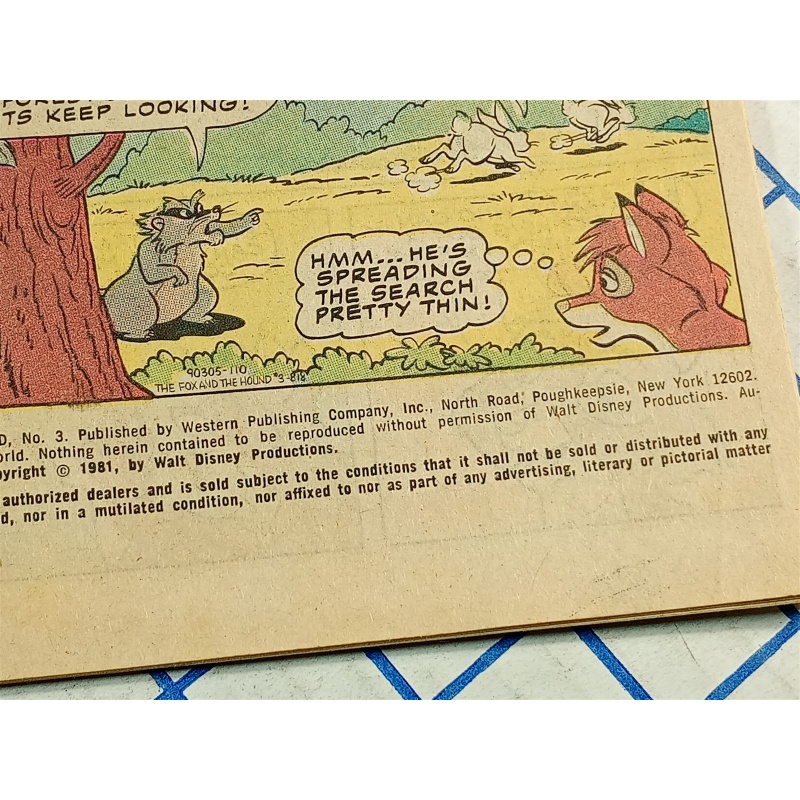 TS KEEP LOOKING!
HMM...HE'S
SPREADING
THE SEARCH
PRETTY THIN!
90305-110
THE FOX AND THE HOUND #3-818
D, No. 3. Published by Western Publishing Company, Inc., North Road, Poughkeepsie, New York 12602.
orld. Nothing herein contained to be reproduced without permission of Walt Disney Productions. Au-
pyright © 1981, by Walt Disney Productions.
authorized dealers and is sold subject to the conditions that it shall not be sold or distributed with any
d, nor in a mutilated condition, nor affixed to nor as part of any advertising, literary or pictorial matter